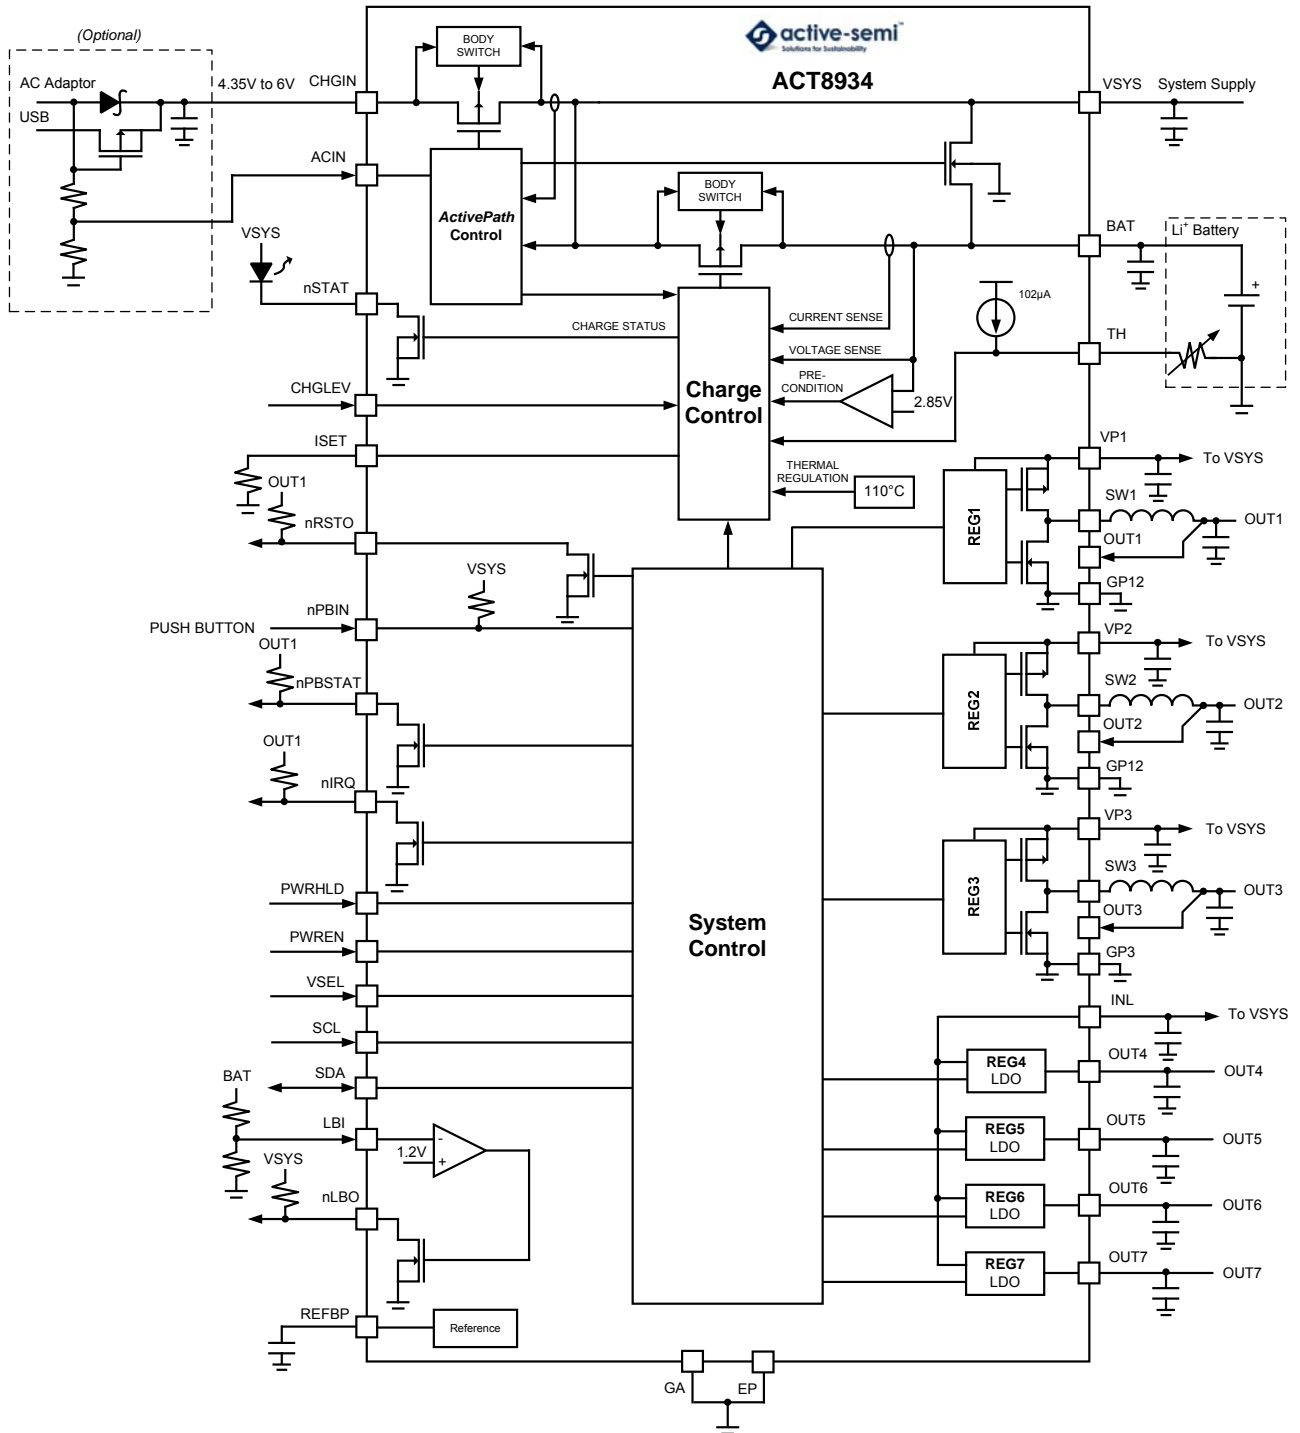 active-semi™
Solutions for Sustainability
ACT8934
(Optional)
AC Adaptor
USB
4.35V to 6V
CHGIN
BODY
SWITCH
VSYS
System Supply
ACIN
ActivePath
Control
BODY
SWITCH
VSYS
BAT
Li+ Battery
+
nSTAT
CHARGE STATUS
CURRENT SENSE
102µA
VOLTAGE SENSE
TH
CHGLEV
Charge
Control
PRE-
CONDITION
2.85V
ISET
THERMAL
REGULATION
110°C
OUT1
nRSTO
VP1
To VSYS
REG1
SW1
OUT1
OUT1
GP12
VSYS
nPBIN
PUSH BUTTON
OUT1
nPBSTAT
VP2
To VSYS
REG2
SW2
OUT2
OUT2
GP12
OUT1
nIRQ
VP3
To VSYS
REG3
SW3
OUT3
OUT3
GP3
PWRHLD
PWREN
VSEL
SCL
SDA
System
Control
INL
To VSYS
REG4
LDO
OUT4
OUT4
BAT
LBI
1.2V
-
+
REG5
LDO
OUT5
OUT5
VSYS
nLBO
REG6
LDO
OUT6
OUT6
REG7
LDO
OUT7
REFBP
Reference
GA
EP